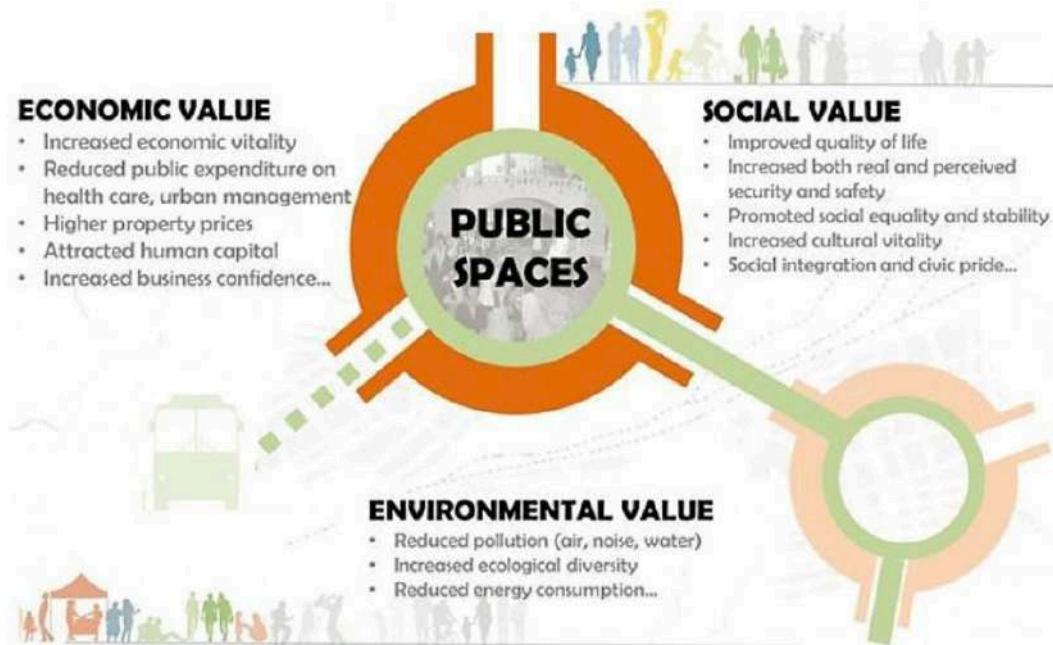 ECONOMIC VALUE
• Increased economic vitality
• Reduced public expenditure on
health care, urban management
• Higher property prices
• Attracted human capital
• Increased business confidence...
PUBLIC
SPACES
SOCIAL VALUE
• Improved quality of life
• Increased both real and perceived
security and safety
• Promoted social equality and stability
• Increased cultural vitality
• Social integration and civic pride...
ENVIRONMENTAL VALUE
• Reduced pollution (air, noise, water)
• Increased ecological diversity
• Reduced energy consumption...